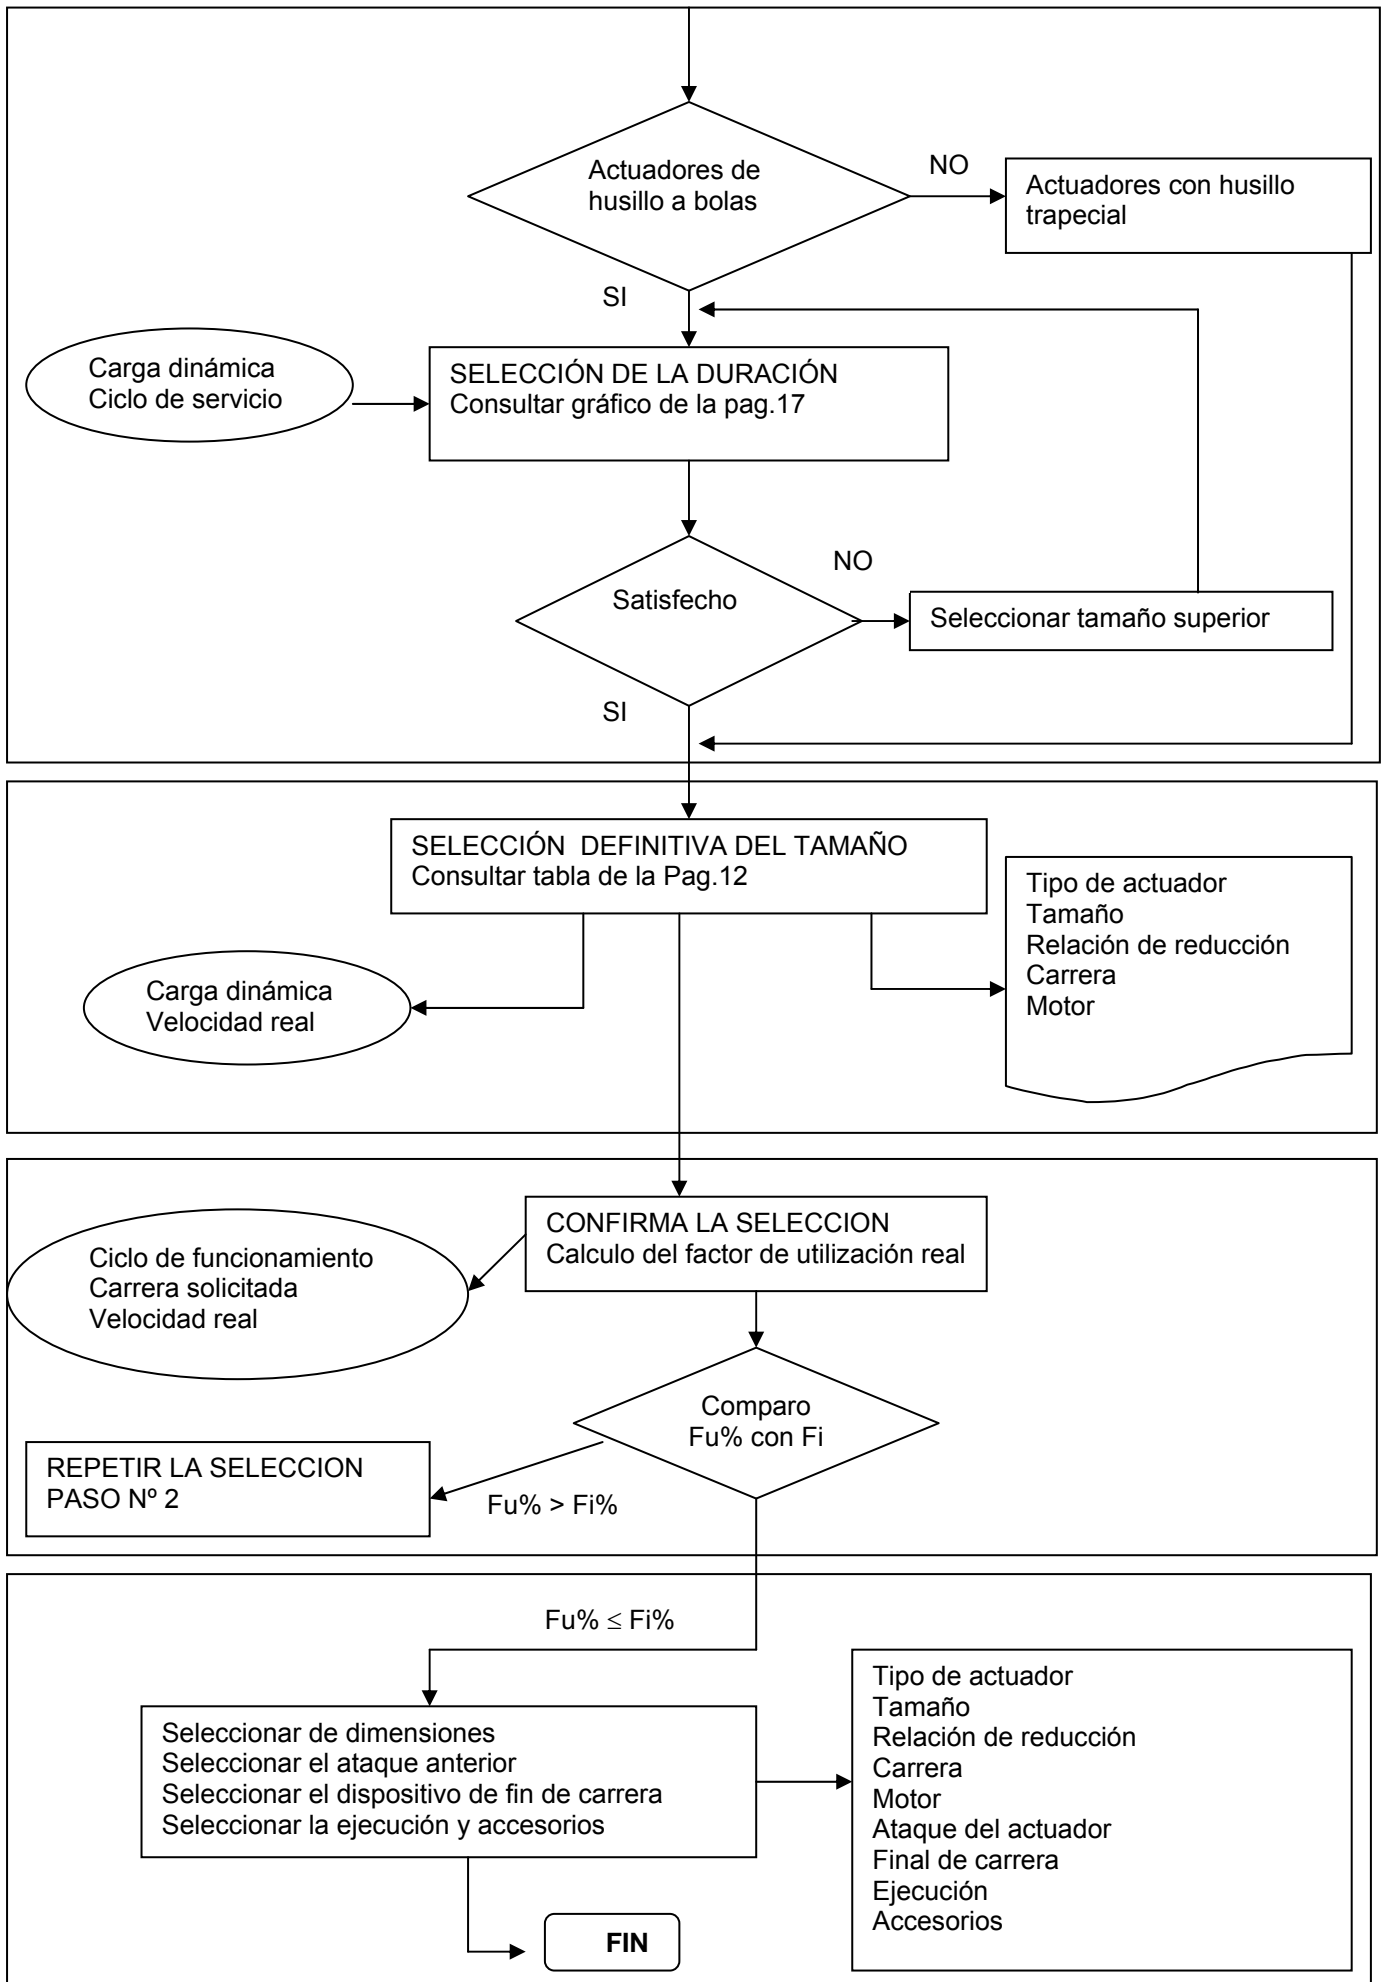 Actuadores de
husillo a bolas
NO
Actuadores con husillo
trapecial
SI
Carga dinámica
Ciclo de servicio
SELECCIÓN DE LA DURACIÓN
Consultar gráfico de la pag.17
NO
Satisfecho
Seleccionar tamaño superior
SI
SELECCIÓN  DEFINITIVA DEL TAMAÑO
Consultar tabla de la Pag.12
Tipo de actuador
Tamaño
Relación de reducción
Carrera
Motor
Carga dinámica
Velocidad real
CONFIRMA LA SELECCION
Calculo del factor de utilización real
Ciclo de funcionamiento
Carrera solicitada
Velocidad real
Comparo
Fu% con Fi
REPETIR LA SELECCION
PASO Nº 2
Fu% > Fi%
Fu% ≤ Fi%
Seleccionar de dimensiones
Seleccionar el ataque anterior
Seleccionar el dispositivo de fin de carrera
Seleccionar la ejecución y accesorios
Tipo de actuador
Tamaño
Relación de reducción
Carrera
Motor
Ataque del actuador
Final de carrera
Ejecución
Accesorios
FIN